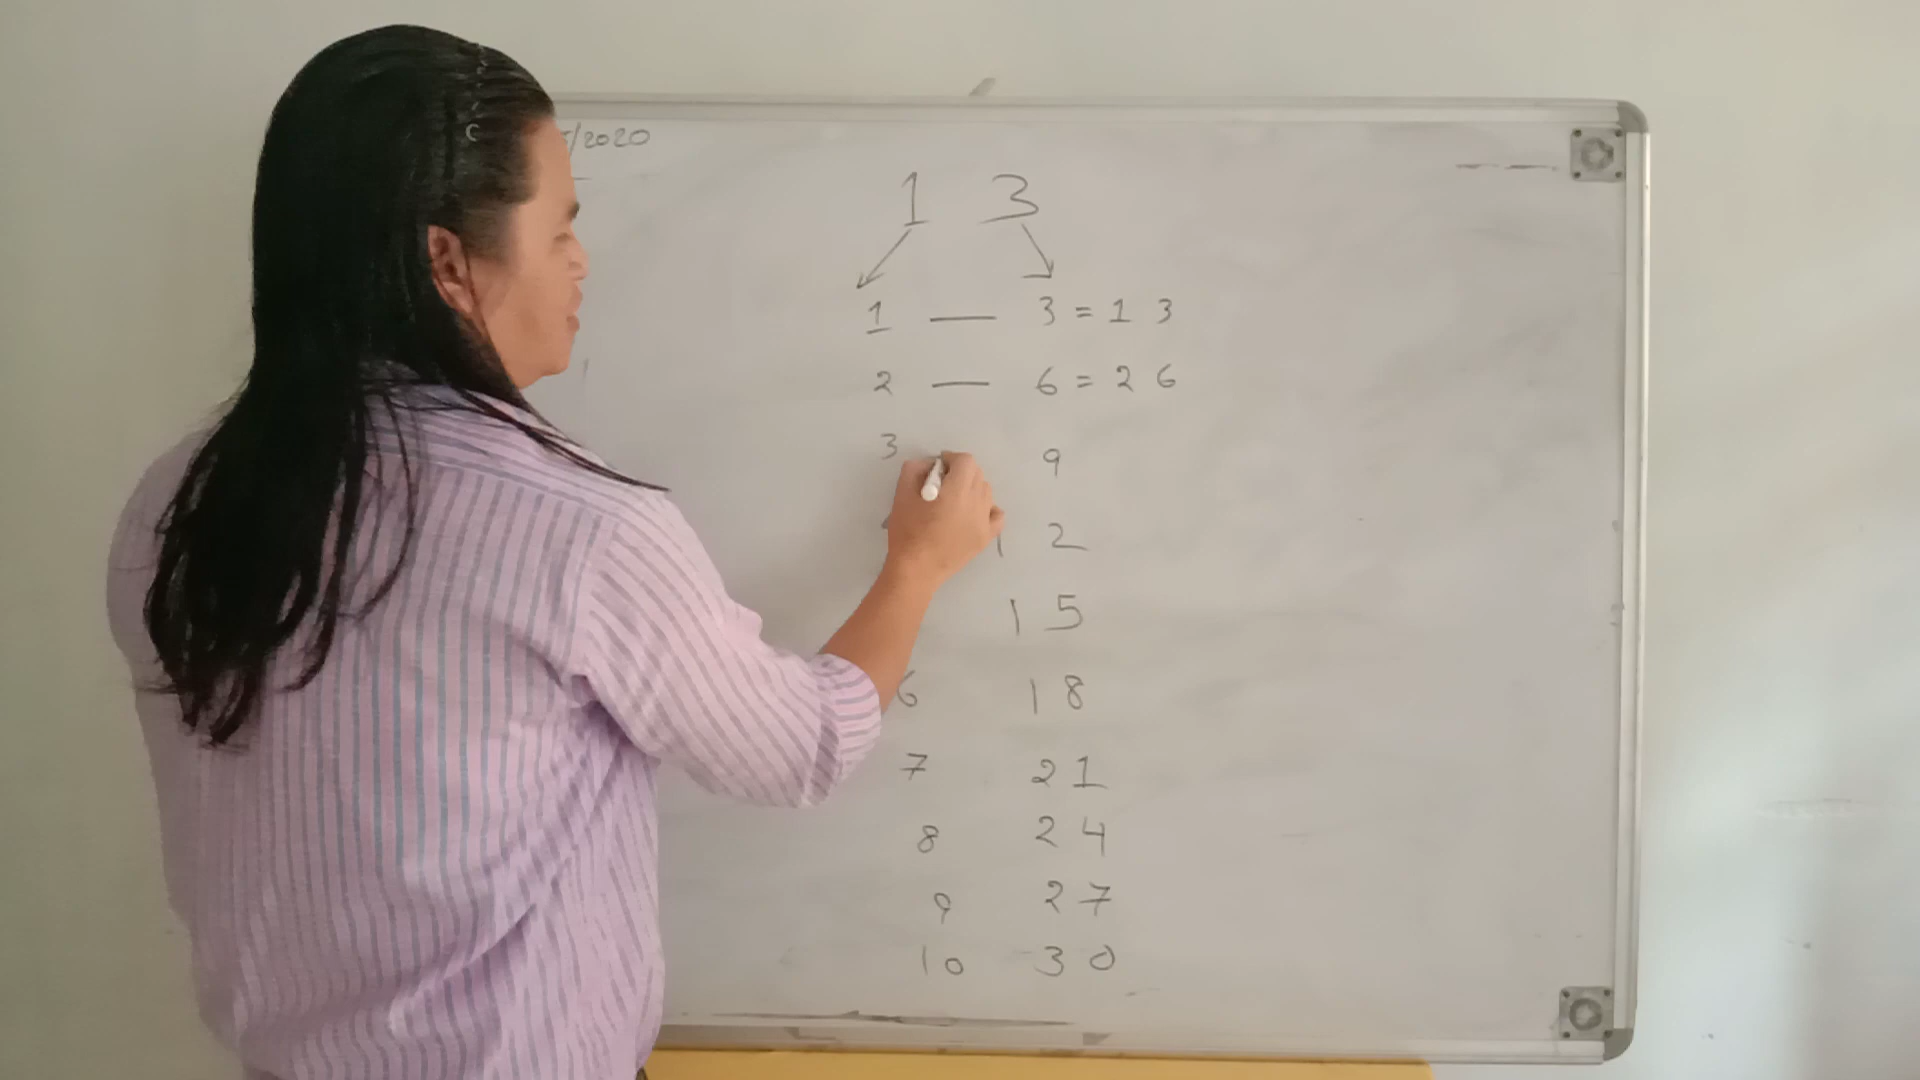 /2020
1 3
1 — 3 = 1 3
2 — 6 = 2 6
3 9
1 2
1 5
6 1 8
7 2 1
8 2 4
9 2 7
10 3 0